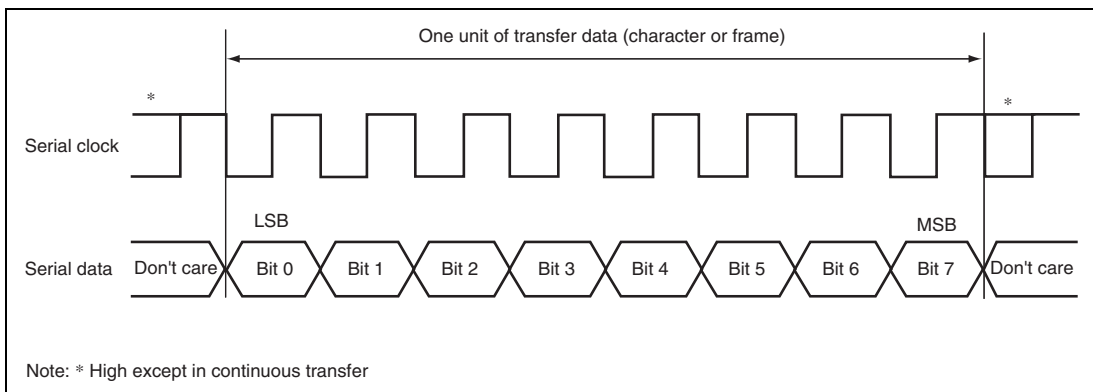 One unit of transfer data (character or frame)
* *
Serial clock
LSB MSB
Serial data Don't care Bit 0 Bit 1 Bit 2 Bit 3 Bit 4 Bit 5 Bit 6 Bit 7 Don't care
Note: * High except in continuous transfer